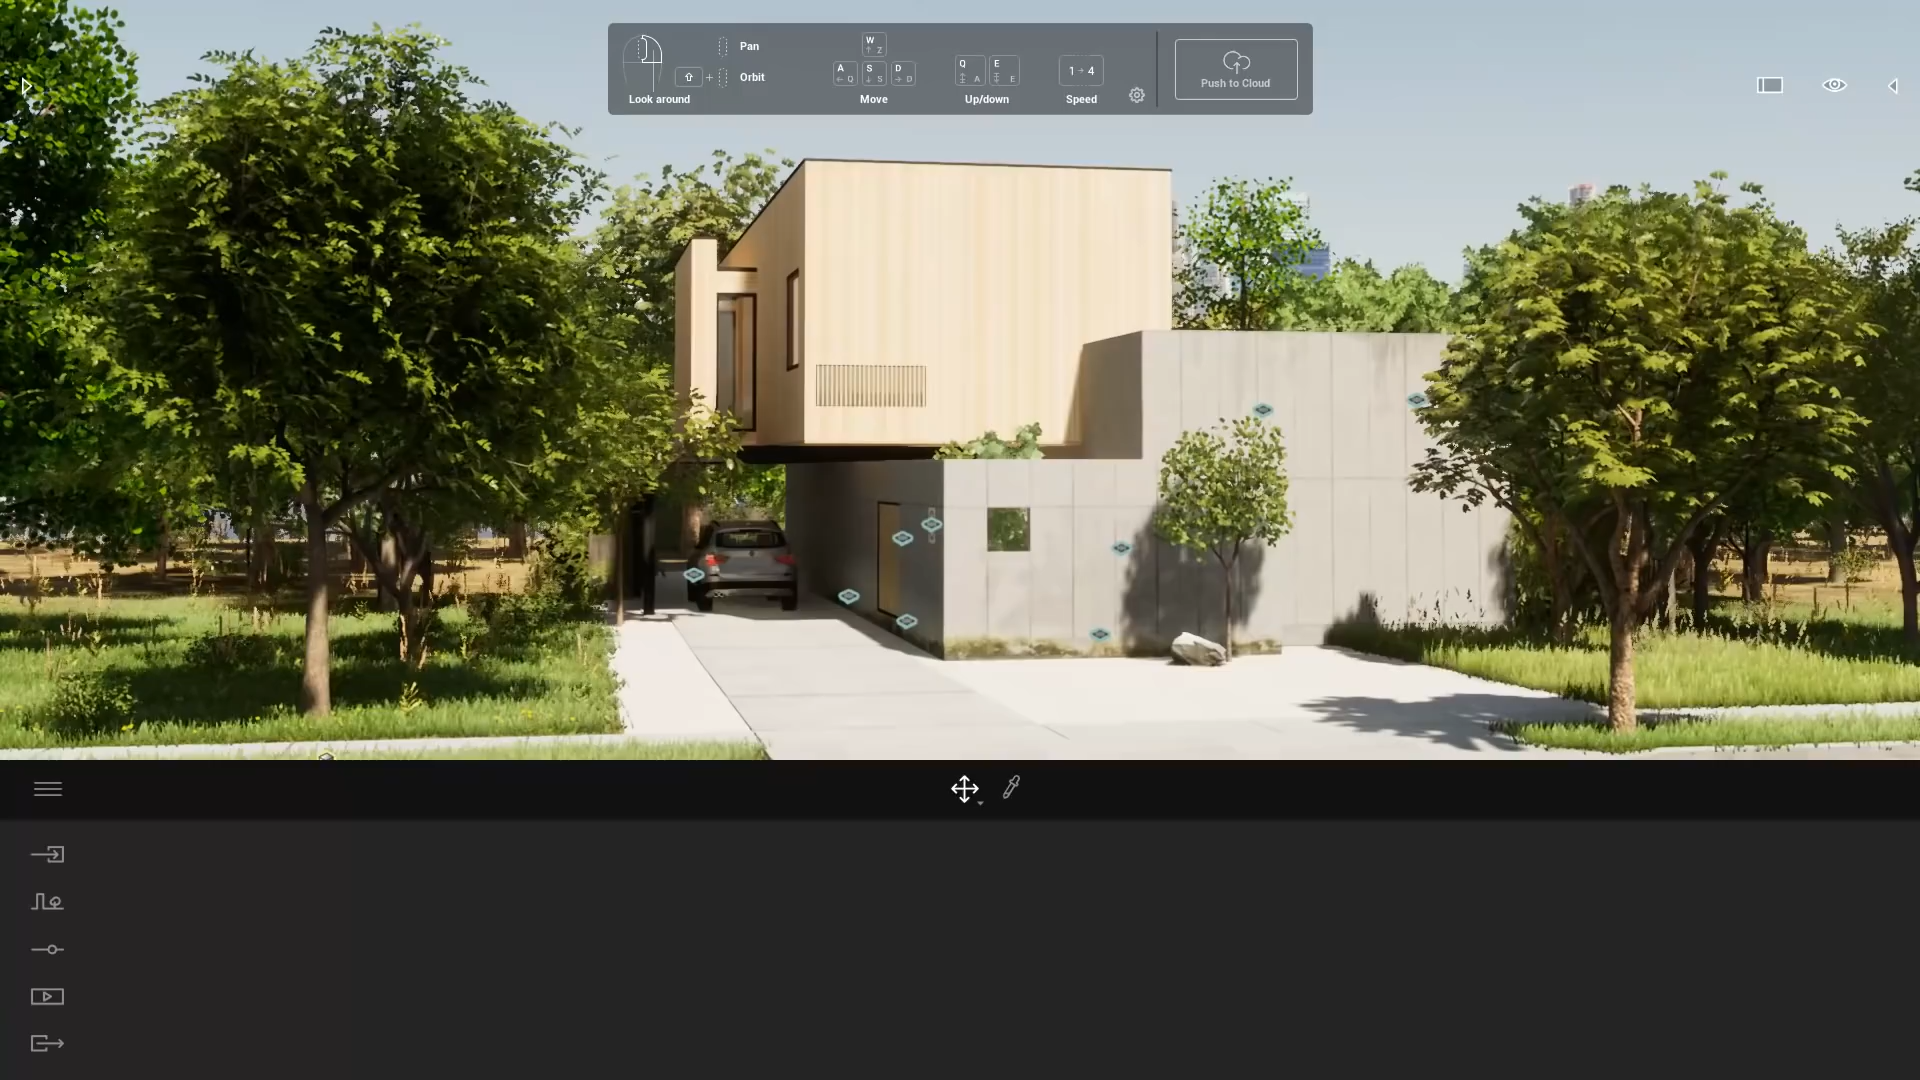 Pan
Orbit
Look around
W
Z
A
Q
S
S
D
D
Move
Q
A
E
E
Up/down
1 4
Speed
Push to Cloud